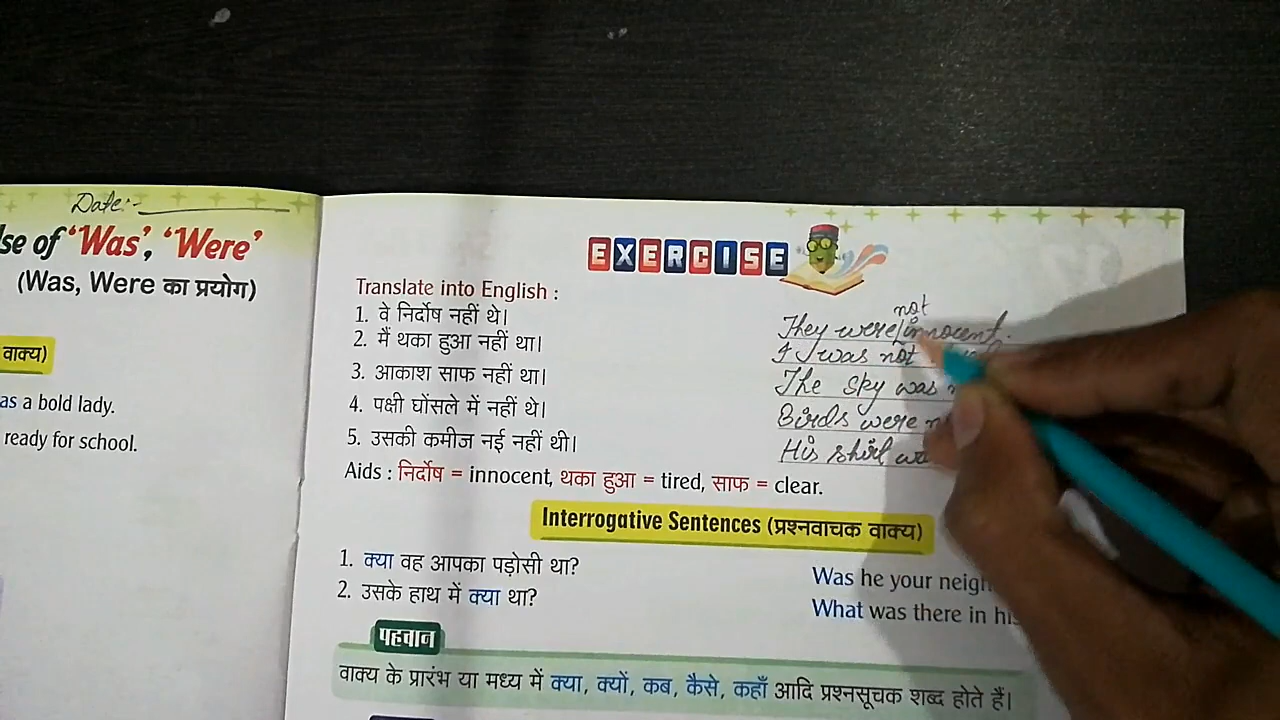 Date:-
se of 'Was', 'Were'
(Was, Were का प्रयोग)
वाक्य)
as a bold lady.
ready for school.
EXERCISE
Translate into English :
1. वे निर्दोष नहीं थे।
not
They were/innocent.
2. मैं थका हुआ नहीं था।
I was not
3. आकाश साफ नहीं था।
The sky was
4. पक्षी घोंसले में नहीं थे।
Birds were
5. उसकी कमीज नई नहीं थी।
His shirt
Aids : निर्दोष = innocent, थका हुआ = tired, साफ = clear.
Interrogative Sentences (प्रश्नवाचक वाक्य)
1. क्या वह आपका पड़ोसी था?
Was he your neigh
2. उसके हाथ में क्या था?
What was there in his
पहचान
वाक्य के प्रारंभ या मध्य में क्या, क्यों, कब, कैसे, कहाँ आदि प्रश्नसूचक शब्द होते हैं।